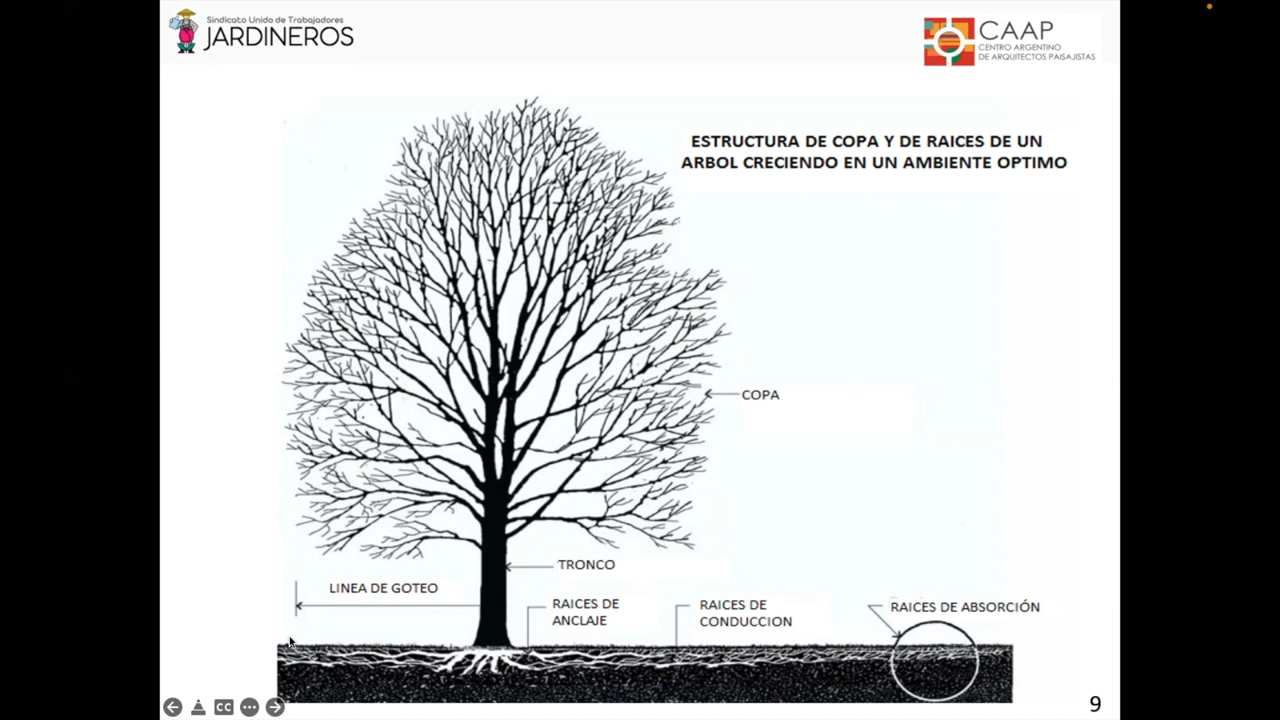 Sindicato Unido de Trabajadores
JARDINEROS
CAAP
CENTRO ARGENTINO
DE ARQUITECTOS PAISAJISTAS
ESTRUCTURA DE COPA Y DE RAICES DE UN
ARBOL CRECIENDO EN UN AMBIENTE OPTIMO
COPA
TRONCO
LINEA DE GOTEO
RAICES DE
ANCLAJE
RAICES DE
CONDUCCION
RAICES DE ABSORCIÓN
CC
9